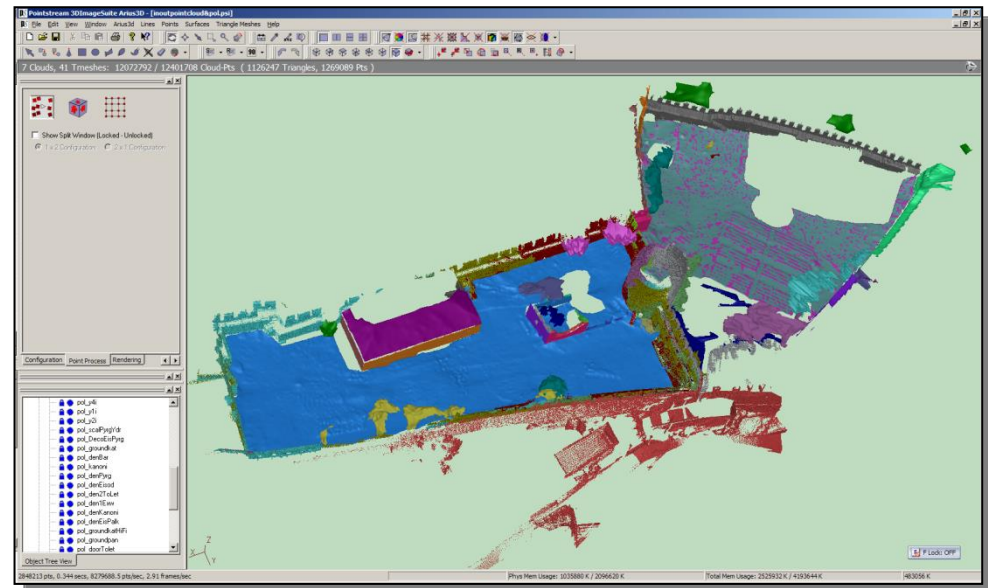 Pointstream 3DImageSuite Arius3D - [inoutpointcloud&pol.psi]
File Edit View Window Arius3d Lines Points Surfaces Triangle Meshes Help
7 Clouds, 41 Tmeshes: 12072792 / 12401708 Cloud-Pts ( 1126247 Triangles, 1269089 Pts )
Show Split Window (Locked - Unlocked)
1 x 2 Configuration 2 x 1 Configuration
Configuration Point Process Rendering
pol_y4i
pol_y1i
pol_y2i
pol_scalPyrgYdr
pol_DecoEisPyrg
pol_groundkat
pol_denBar
pol_kanoni
pol_denPyrg
pol_denEisod
pol_den2ToLet
pol_den1Exw
pol_denKanoni
pol_denEisPalk
pol_groundkatHiFi
pol_groundpan
pol_doorTolet
Object Tree View
Z
X
Y
F Lock: OFF
2848213 pts, 0.344 secs, 8279688.5 pts/sec, 2.91 frames/sec
Phys Mem Usage: 1035880 K / 2096620 K
Total Mem Usage: 2525932 K / 4193644 K
483056 K